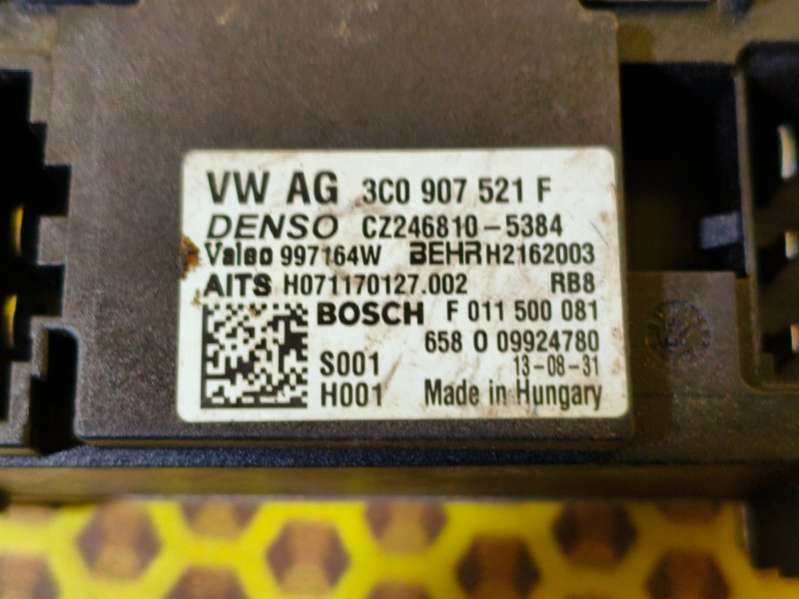 VW AG 3C0 907 521 F
DENSO CZ246810-5384
Valeo 997164W BEHR H2162003
AITS H071170127.002 RB8
BOSCH F 011 500 081
658 0 09924780
S001 13-08-31
H001 Made in Hungary